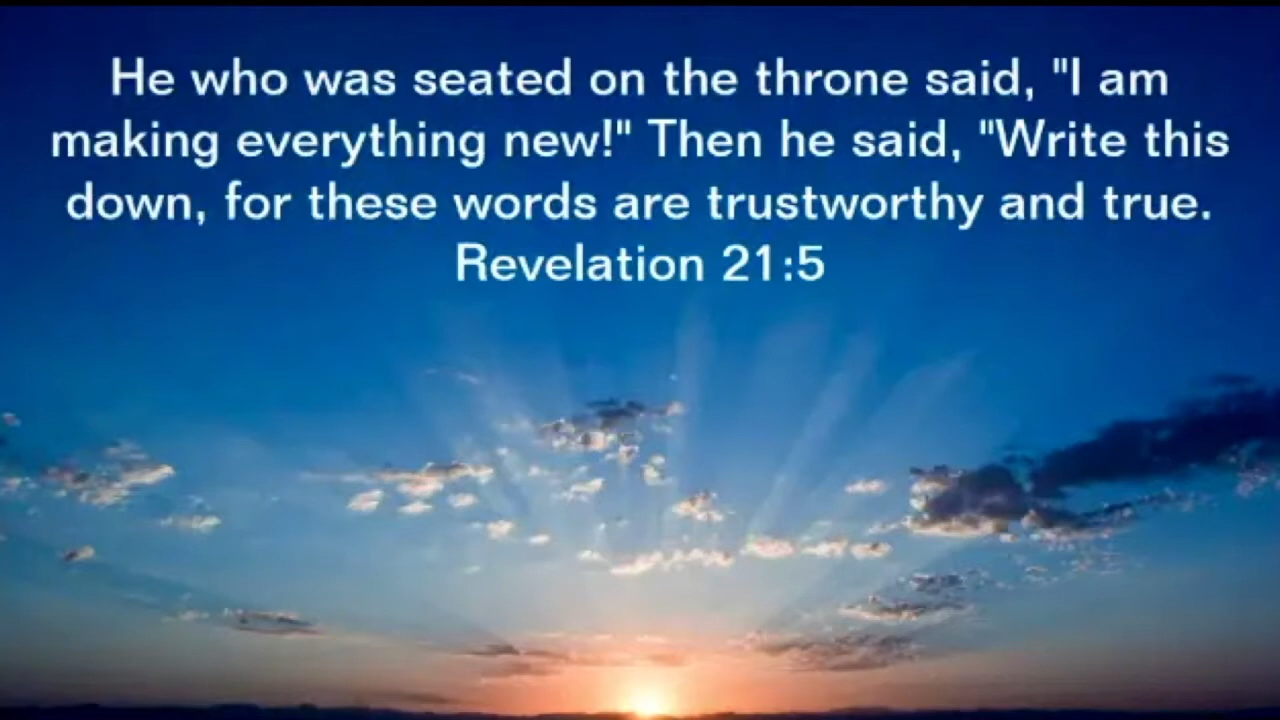 He who was seated on the throne said, "I am
making everything new!" Then he said, "Write this
down, for these words are trustworthy and true.
Revelation 21:5